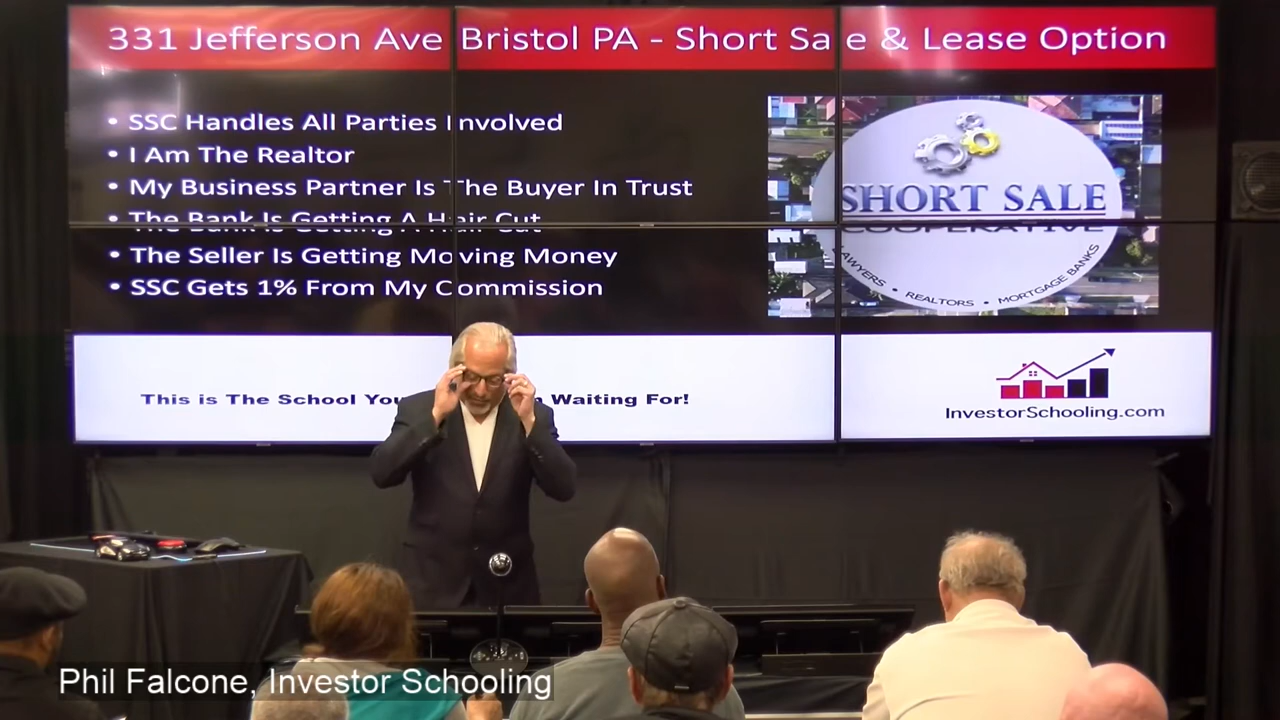 331 Jefferson Ave Bristol PA - Short Sale & Lease Option
• SSC Handles All Parties Involved
• I Am The Realtor
• My Business Partner Is The Buyer In Trust
• The Bank Is Getting A Hair Cut
• The Seller Is Getting Moving Money
• SSC Gets 1% From My Commission
SHORT SALE
COOPERATIVE
LAWYERS • REALTORS • MORTGAGE BANKS
This is The School You Waiting For!
InvestorSchooling.com
Phil Falcone, Investor Schooling